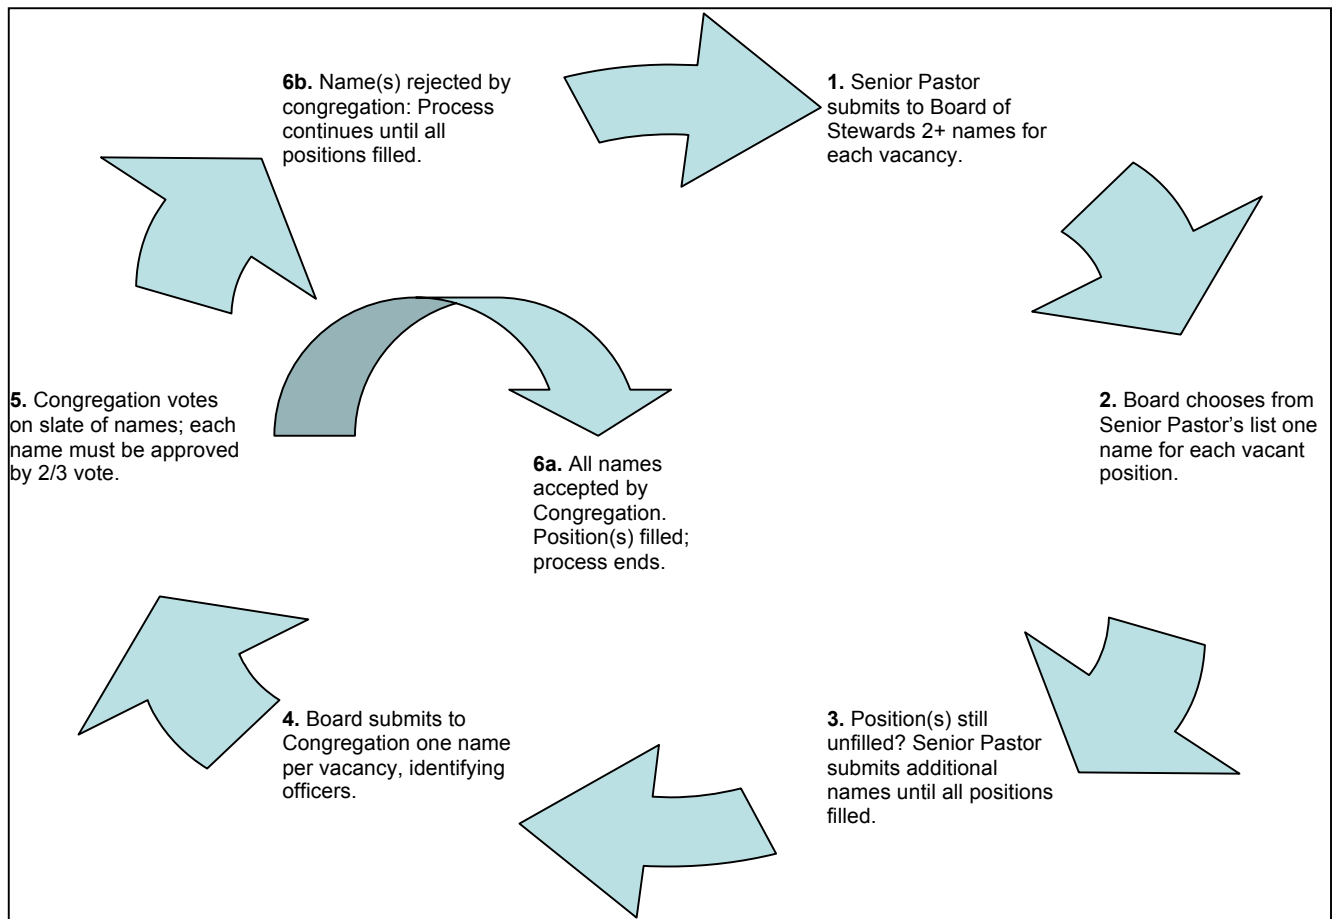 1. Senior Pastor
submits to Board of
Stewards 2+ names for
each vacancy.
2. Board chooses from
Senior Pastor’s list one
name for each vacant
position.
3. Position(s) still
unfilled? Senior Pastor
submits additional
names until all positions
filled.
4. Board submits to
Congregation one name
per vacancy, identifying
officers.
5. Congregation votes
on slate of names; each
name must be approved
by 2/3 vote.
6a. All names
accepted by
Congregation.
Position(s) filled;
process ends.
6b. Name(s) rejected by
congregation: Process
continues until all
positions filled.